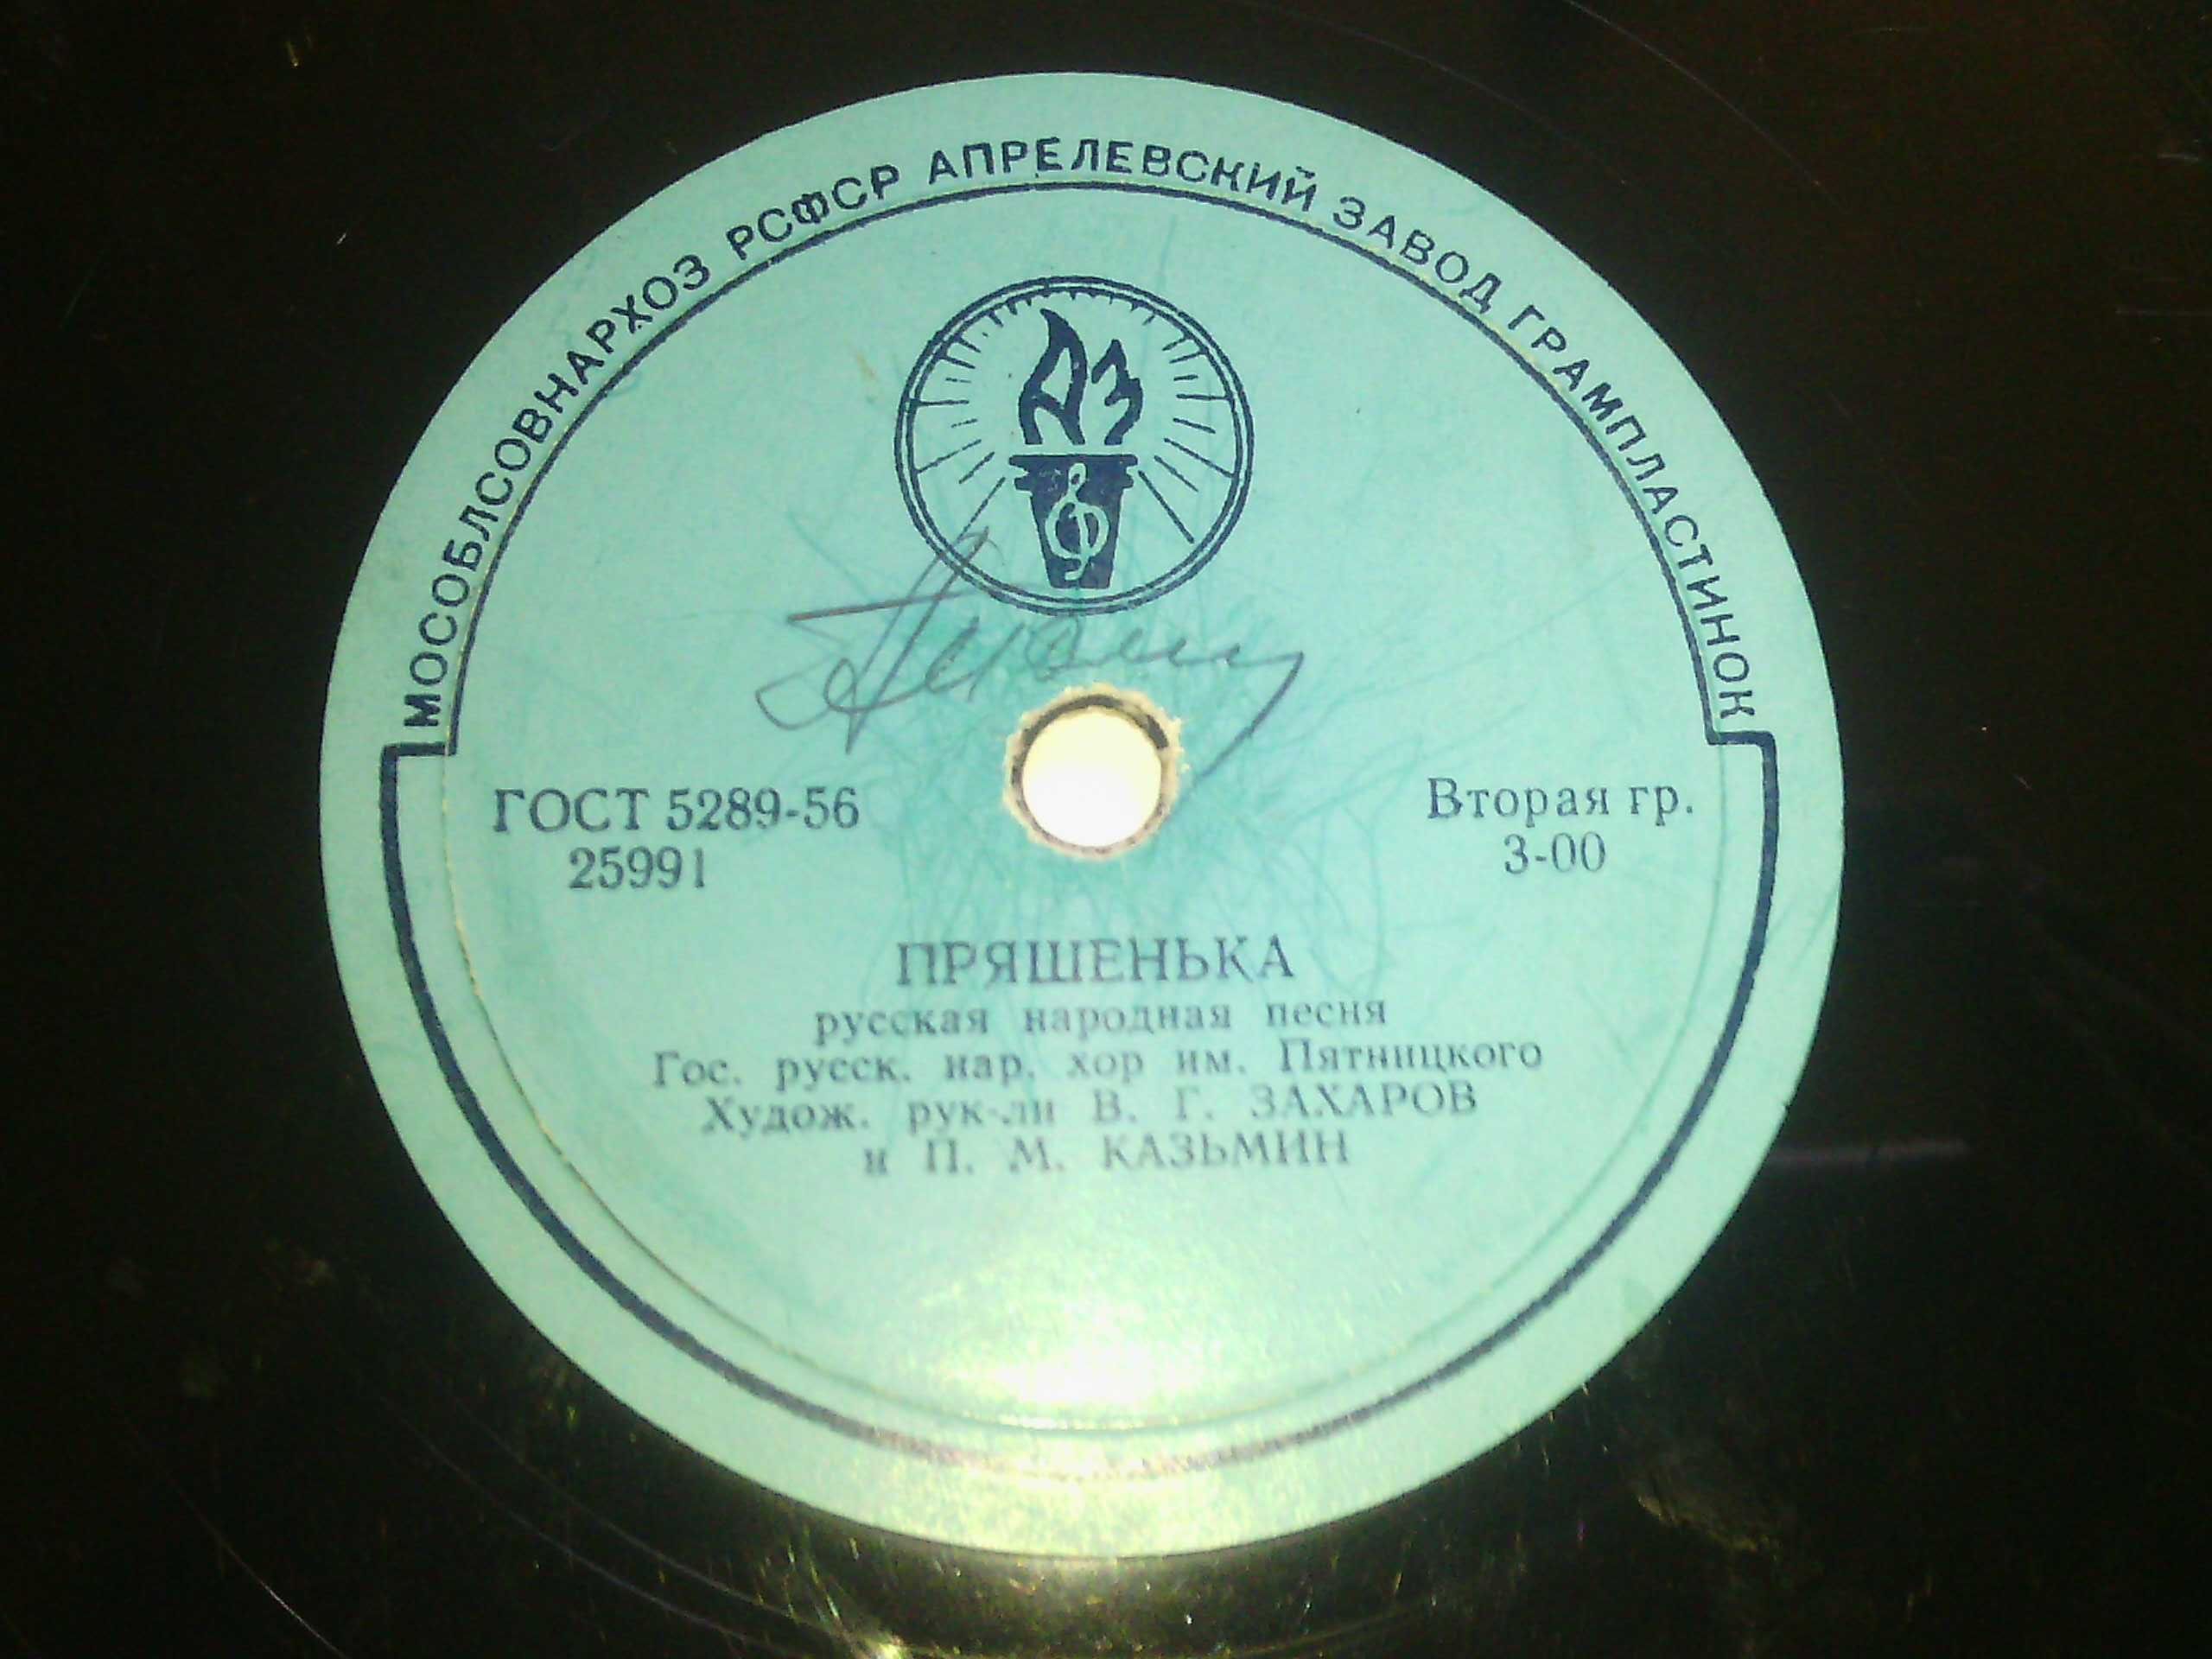 МОСОБЛСОВНАРХОЗ РСФСР АПРЕЛЕВСКИЙ ЗАВОД ГРАМПЛАСТИНОК
АЗ
ГОСТ 5289-56
25991
Вторая гр.
3-00
ПРЯШЕНЬКА
русская народная песня
Гос. русск. нар. хор им. Пятницкого
Худож. рук-ли В. Г. ЗАХАРОВ
и П. М. КАЗЬМИН